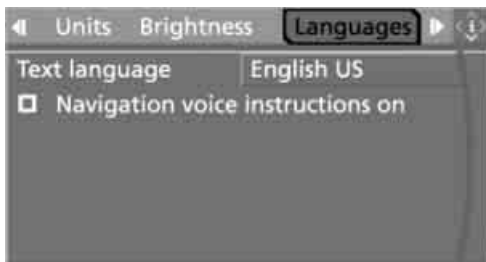 Units Brightness Languages
Text language English US
Navigation voice instructions on